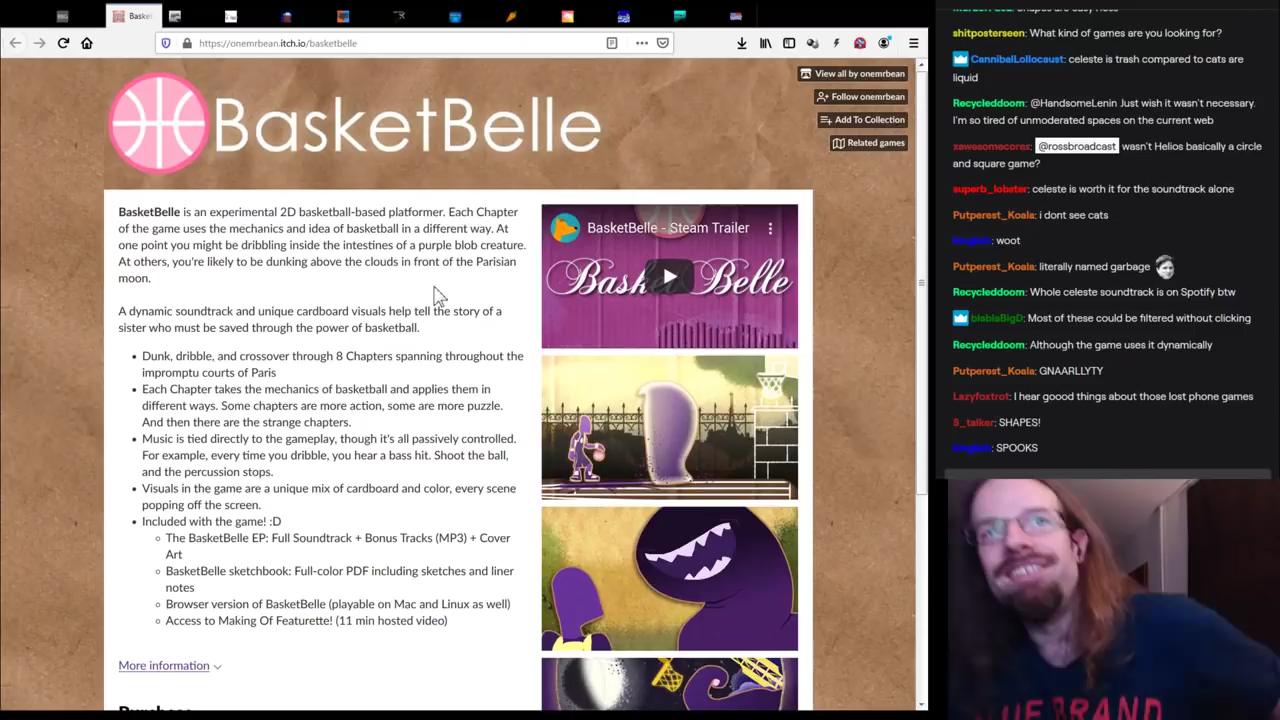 Basket
https://onemrbean.itch.io/basketbelle
View all by onemrbean
Follow onemrbean
Add To Collection
Related games
BasketBelle
BasketBelle is an experimental 2D basketball-based platformer. Each Chapter
of the game uses the mechanics and idea of basketball in a different way. At
one point you might be dribbling inside the intestines of a purple blob creature.
At others, you're likely to be dunking above the clouds in front of the Parisian
moon.
A dynamic soundtrack and unique cardboard visuals help tell the story of a
sister who must be saved through the power of basketball.
• Dunk, dribble, and crossover through 8 Chapters spanning throughout the
impromptu courts of Paris
• Each Chapter takes the mechanics of basketball and applies them in
different ways. Some chapters are more action, some are more puzzle.
And then there are the strange chapters.
• Music is tied directly to the gameplay, though it's all passively controlled.
For example, every time you dribble, you hear a bass hit. Shoot the ball,
and the percussion stops.
• Visuals in the game are a unique mix of cardboard and color, every scene
popping off the screen.
• Included with the game! :D
The BasketBelle EP: Full Soundtrack + Bonus Tracks (MP3) + Cover
Art
BasketBelle sketchbook: Full-color PDF including sketches and liner
notes
Browser version of BasketBelle (playable on Mac and Linux as well)
Access to Making Of Featurette! (11 min hosted video)
More information
Purchase
BasketBelle - Steam Trailer
Basket Belle
shitposterseen: What kind of games are you looking for?
CannibalLollocaust: celeste is trash compared to cats are
liquid
Recycleddoom: @HandsomeLenin Just wish it wasn't necessary.
I'm so tired of unmoderated spaces on the current web
xawesomecorex: @rossbroadcast wasn't Helios basically a circle
and square game?
superb_lobster: celeste is worth it for the soundtrack alone
Putperest_Koala: i dont see cats
woot
Putperest_Koala: literally named garbage
Recycleddoom: Whole celeste soundtrack is on Spotify btw
blablaBigD: Most of these could be filtered without clicking
Recycleddoom: Although the game uses it dynamically
Putperest_Koala: GNAARLLYTY
Lazyfoxtrot: I hear goood things about those lost phone games
S_talker: SHAPES!
SPOOKS
BLUE BRAND